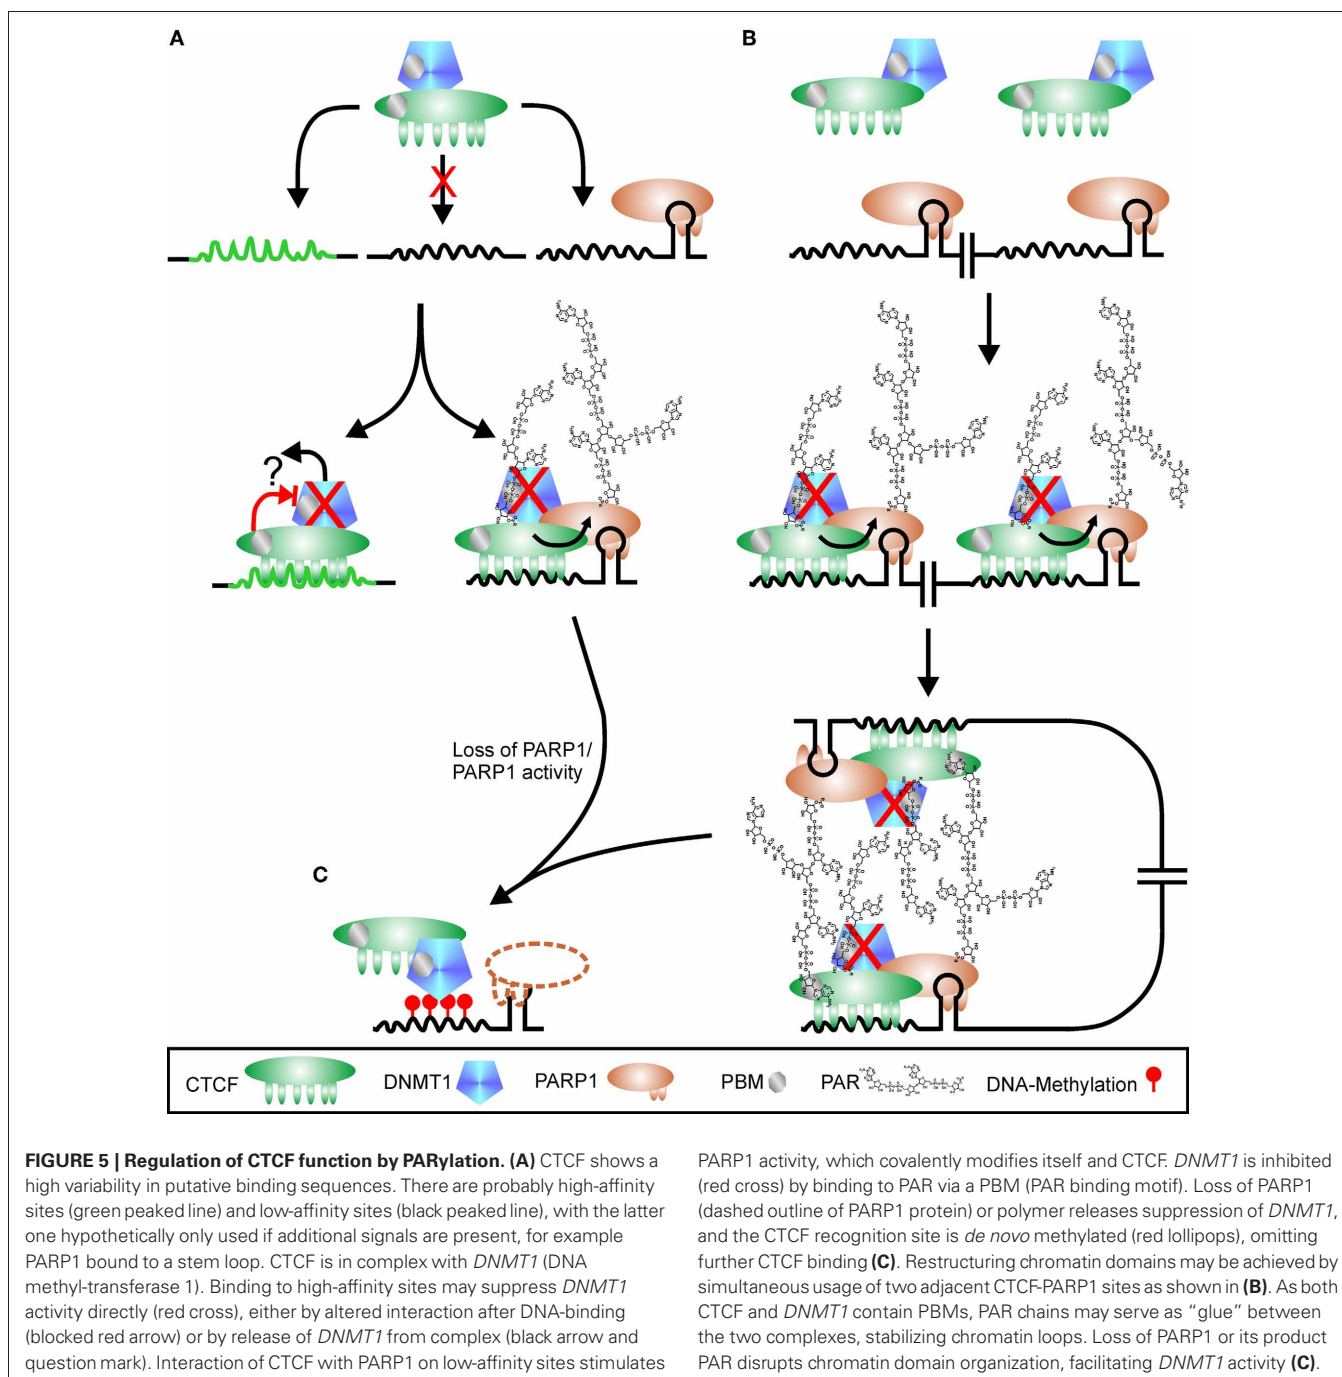 A
B
?
Loss of PARP1/
PARP1 activity
C
CTCF
DNMT1
PARP1
PBM
PAR
DNA-Methylation
FIGURE 5 | Regulation of CTCF function by PARylation. (A) CTCF shows a
high variability in putative binding sequences. There are probably high-affinity
sites (green peaked line) and low-affinity sites (black peaked line), with the latter
one hypothetically only used if additional signals are present, for example
PARP1 bound to a stem loop. CTCF is in complex with DNMT1 (DNA
methyl-transferase 1). Binding to high-affinity sites may suppress DNMT1
activity directly (red cross), either by altered interaction after DNA-binding
(blocked red arrow) or by release of DNMT1 from complex (black arrow and
question mark). Interaction of CTCF with PARP1 on low-affinity sites stimulates
PARP1 activity, which covalently modifies itself and CTCF. DNMT1 is inhibited
(red cross) by binding to PAR via a PBM (PAR binding motif). Loss of PARP1
(dashed outline of PARP1 protein) or polymer releases suppression of DNMT1,
and the CTCF recognition site is de novo methylated (red lollipops), omitting
further CTCF binding (C). Restructuring chromatin domains may be achieved by
simultaneous usage of two adjacent CTCF-PARP1 sites as shown in (B). As both
CTCF and DNMT1 contain PBMs, PAR chains may serve as “glue” between
the two complexes, stabilizing chromatin loops. Loss of PARP1 or its product
PAR disrupts chromatin domain organization, facilitating DNMT1 activity (C).